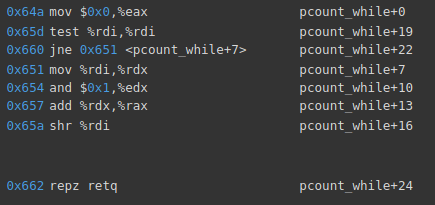 0x64a mov $0x0,%eax pcount_while+0
0x65d test %rdi,%rdi pcount_while+19
0x660 jne 0x651 <pcount_while+7> pcount_while+22
0x651 mov %rdi,%rdx pcount_while+7
0x654 and $0x1,%edx pcount_while+10
0x657 add %rdx,%rax pcount_while+13
0x65a shr %rdi pcount_while+16
0x662 repz retq pcount_while+24